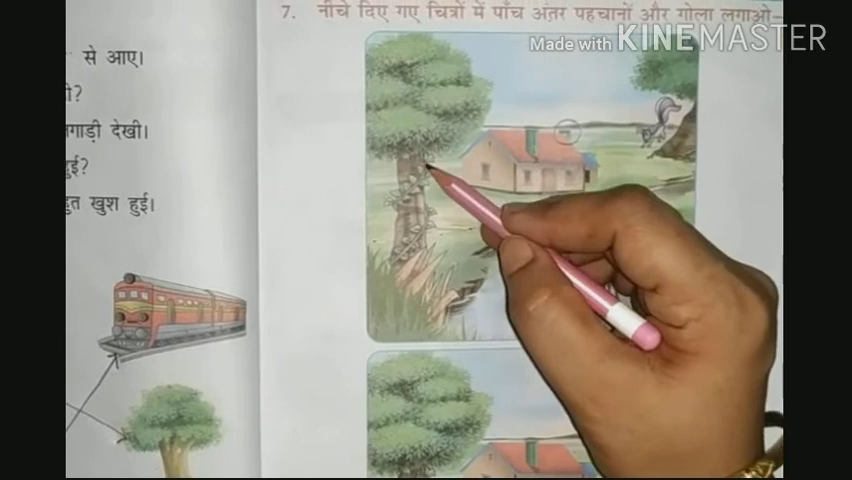 से आए।
गाड़ी देखी।
हुई?
खुश हुई।
7. नीचे दिए गए चित्रों में पाँच अंतर पहचानों और गोला लगाओ–
Made with KINEMASTER